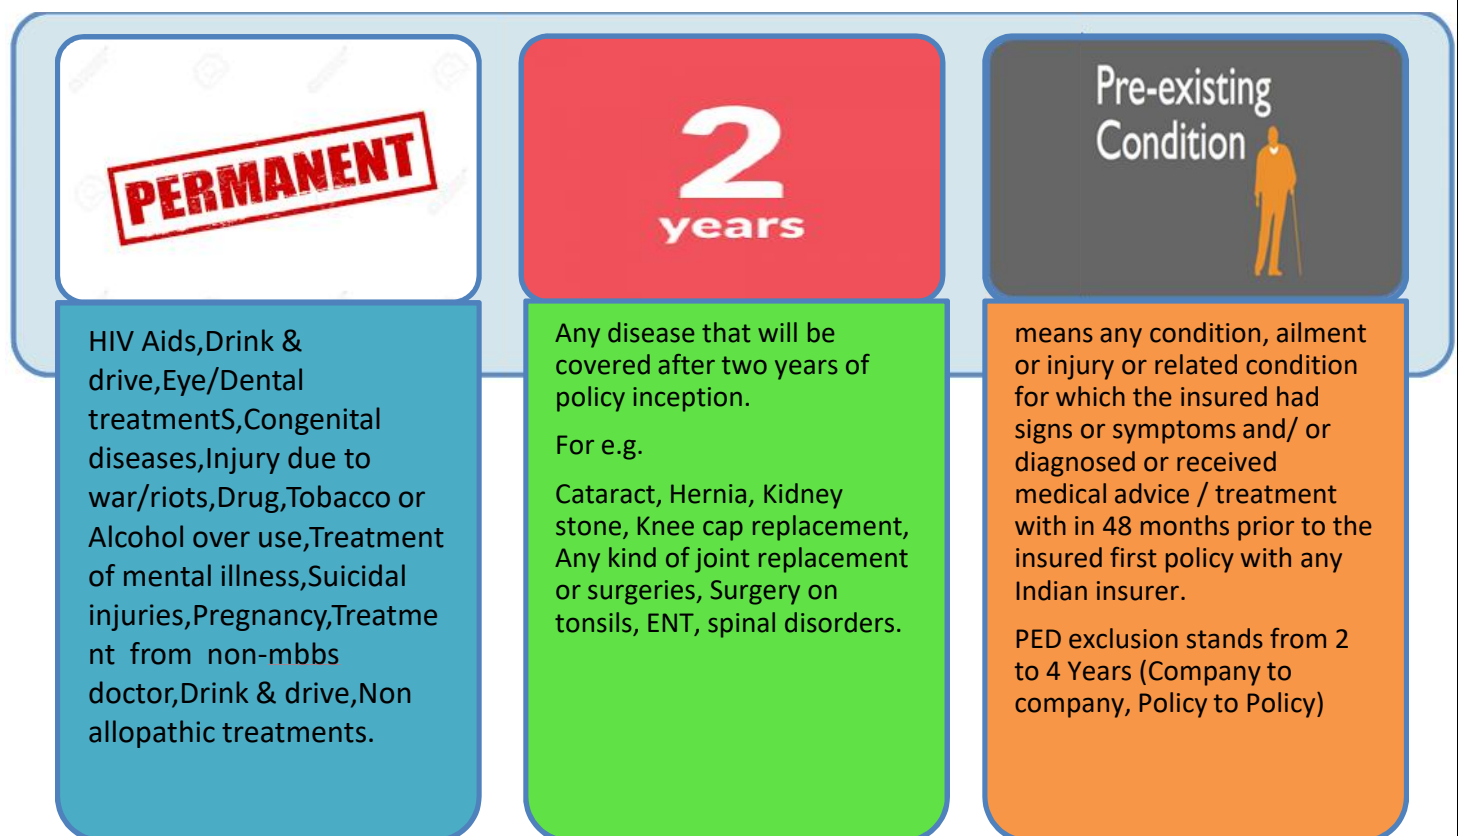 PERMANENT
HIV Aids,Drink &
drive,Eye/Dental
treatmentS,Congenital
diseases,Injury due to
war/riots,Drug,Tobacco or
Alcohol over use,Treatment
of mental illness,Suicidal
injuries,Pregnancy,Treatme
nt from non-mbbs
doctor,Drink & drive,Non
allopathic treatments.
2
years
Any disease that will be
covered after two years of
policy inception.
For e.g.
Cataract, Hernia, Kidney
stone, Knee cap replacement,
Any kind of joint replacement
or surgeries, Surgery on
tonsils, ENT, spinal disorders.
Pre-existing
Condition
means any condition, ailment
or injury or related condition
for which the insured had
signs or symptoms and/ or
diagnosed or received
medical advice / treatment
with in 48 months prior to the
insured first policy with any
Indian insurer.
PED exclusion stands from 2
to 4 Years (Company to
company, Policy to Policy)